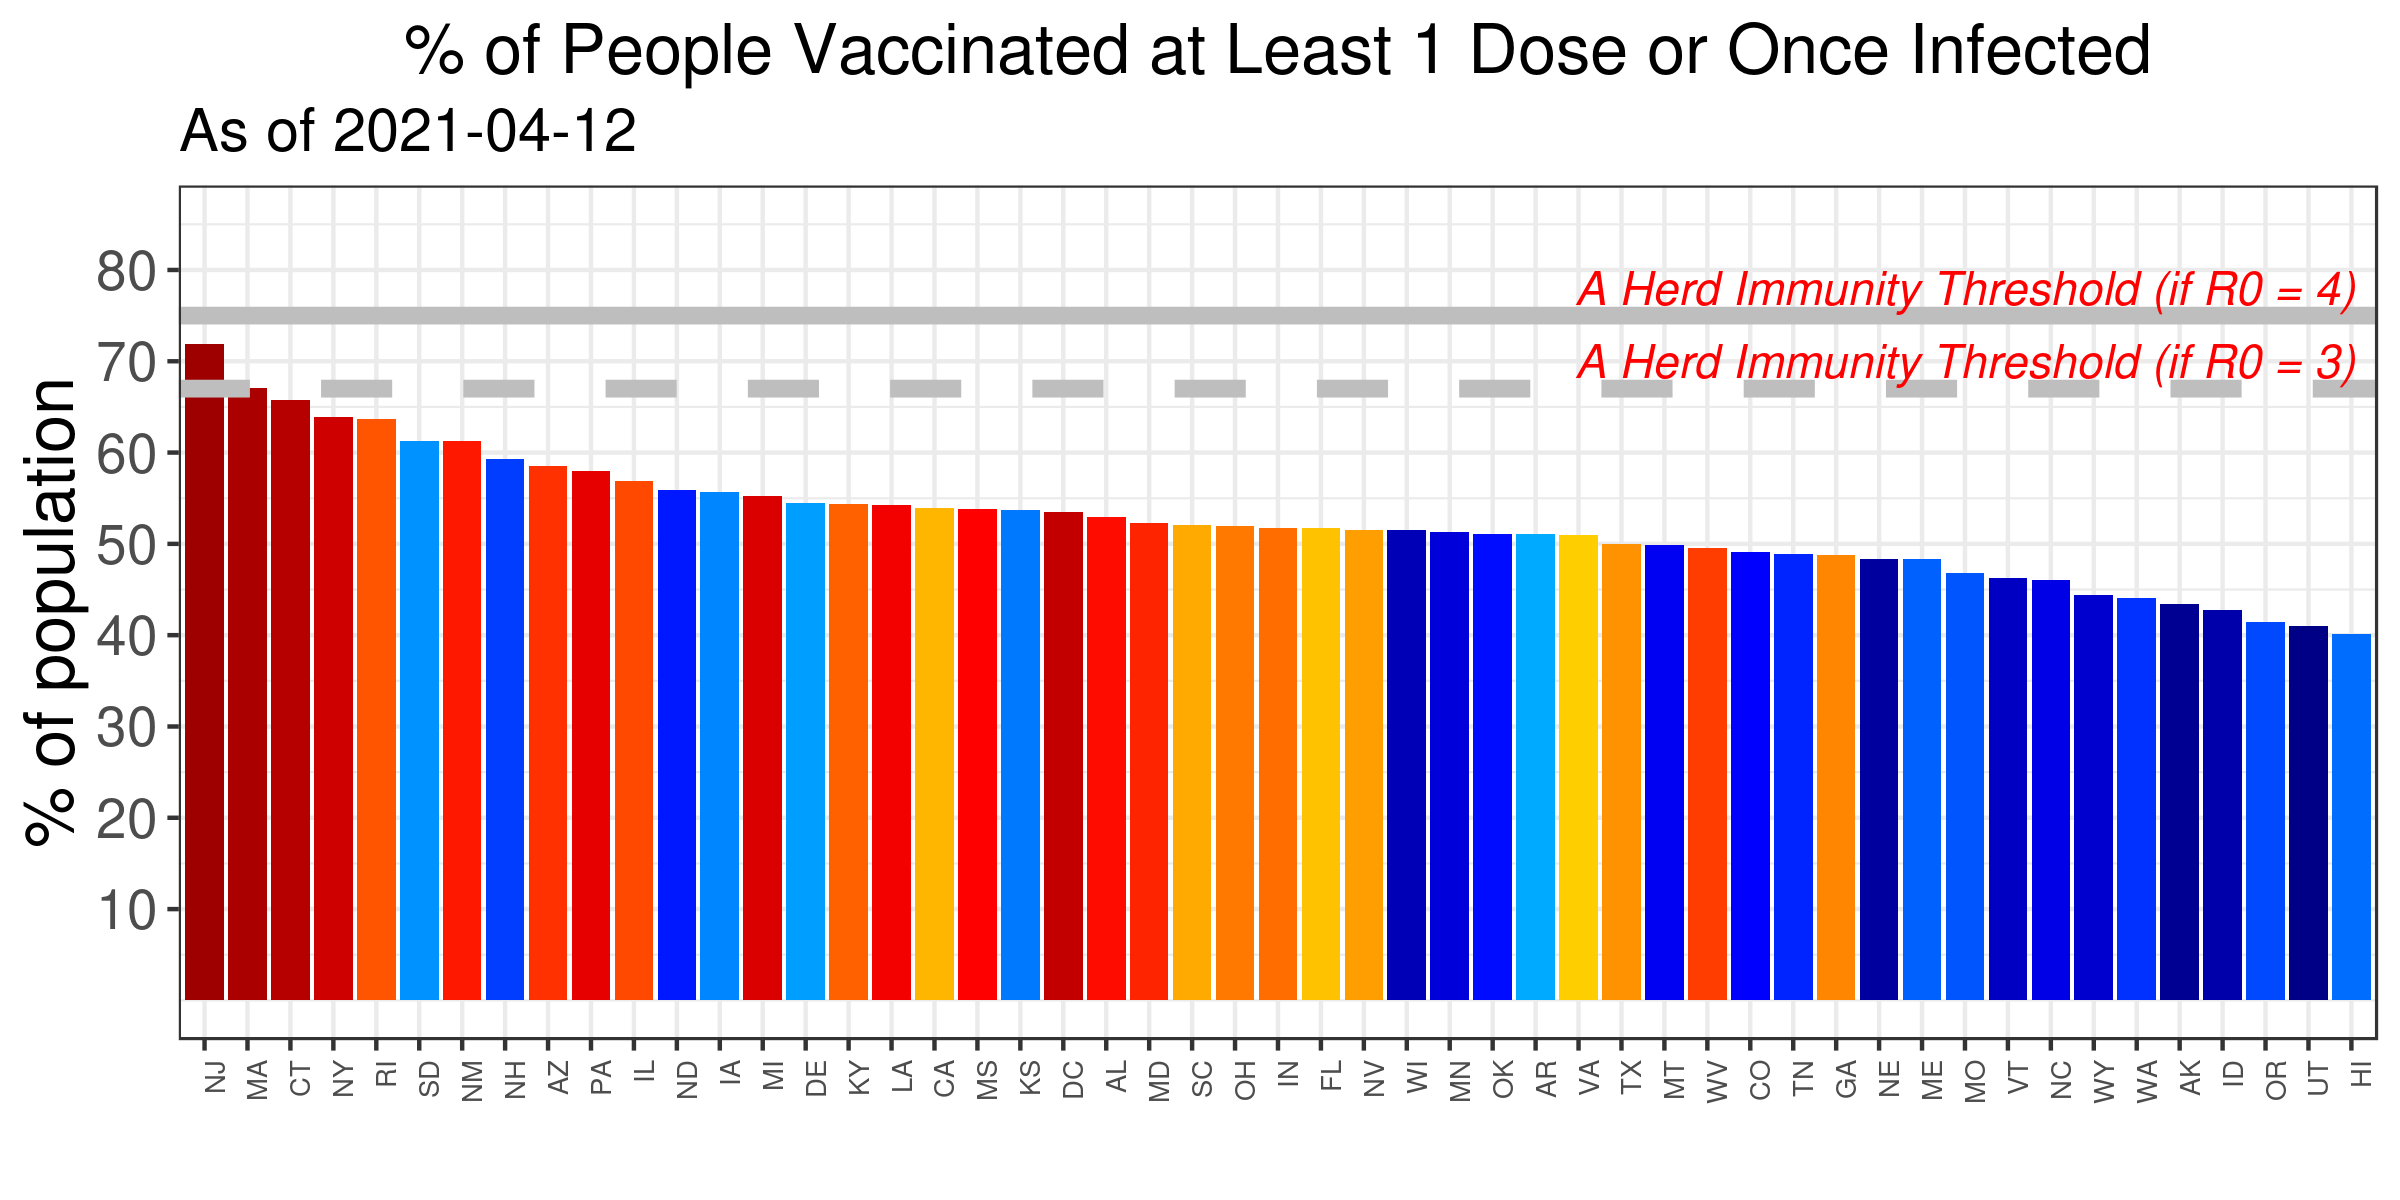 % of People Vaccinated at Least 1 Dose or Once Infected
As of 2021-04-12
% of population
80
70
60
50
40
30
20
10
A Herd Immunity Threshold (if R0 = 4)
A Herd Immunity Threshold (if R0 = 3)
NJ MA CT NY RI SD NM NH AZ PA IL ND IA MI DE KY LA CA MS KS DC AL MD SC OH IN FL NV WI MN OK AR VA TX MT WV CO TN GA NE ME MO VT NC WY WA AK ID OR UT HI